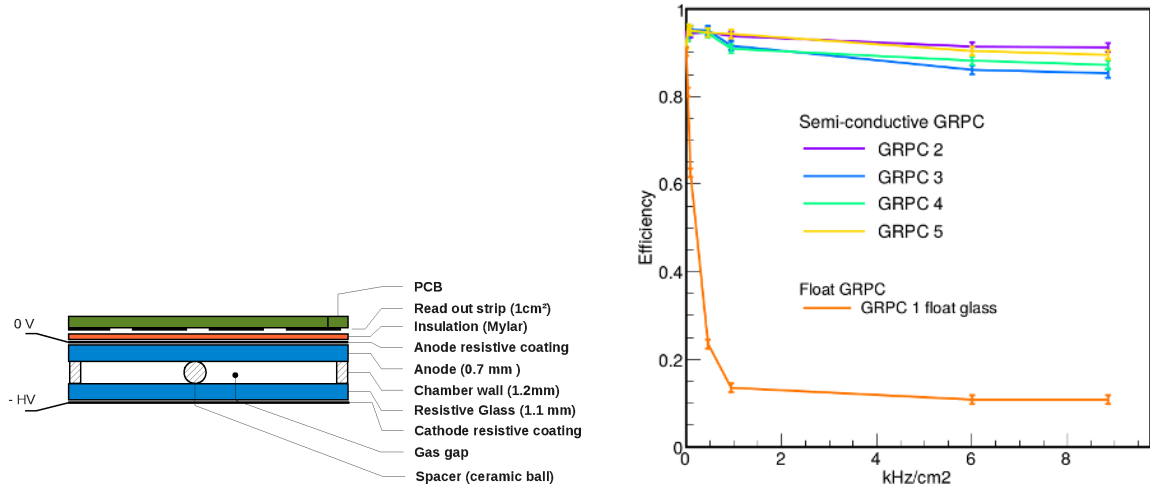 PCB
Read out strip (1cm²)
0 V
Insulation (Mylar)
Anode resistive coating
Anode (0.7 mm )
Chamber wall (1.2mm)
- HV
Resistive Glass (1.1 mm)
Cathode resistive coating
Gas gap
Spacer (ceramic ball)
1
0.8
0.6
0.4
0.2
0
Efficiency
Semi-conductive GRPC
GRPC 2
GRPC 3
GRPC 4
GRPC 5
Float GRPC
GRPC 1 float glass
0
2
4
6
8
kHz/cm2